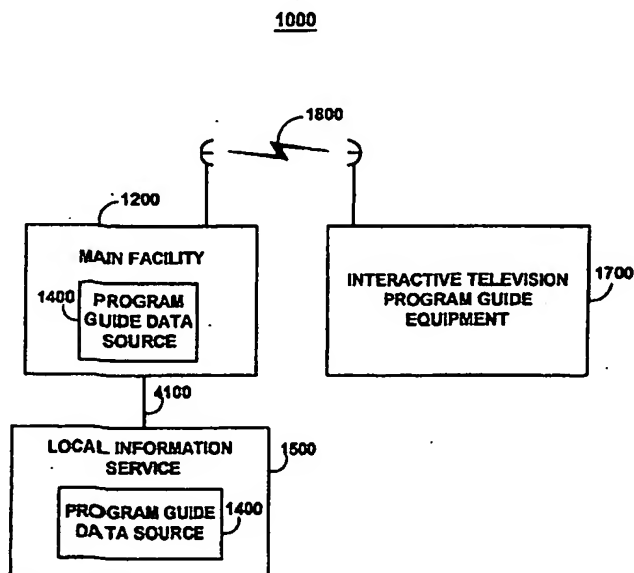 1000
1800
1200
MAIN FACILITY
1400
PROGRAM
GUIDE DATA
SOURCE
INTERACTIVE TELEVISION
PROGRAM GUIDE
EQUIPMENT
1700
4100
LOCAL INFORMATION
SERVICE
1500
PROGRAM GUIDE
DATA SOURCE
1400